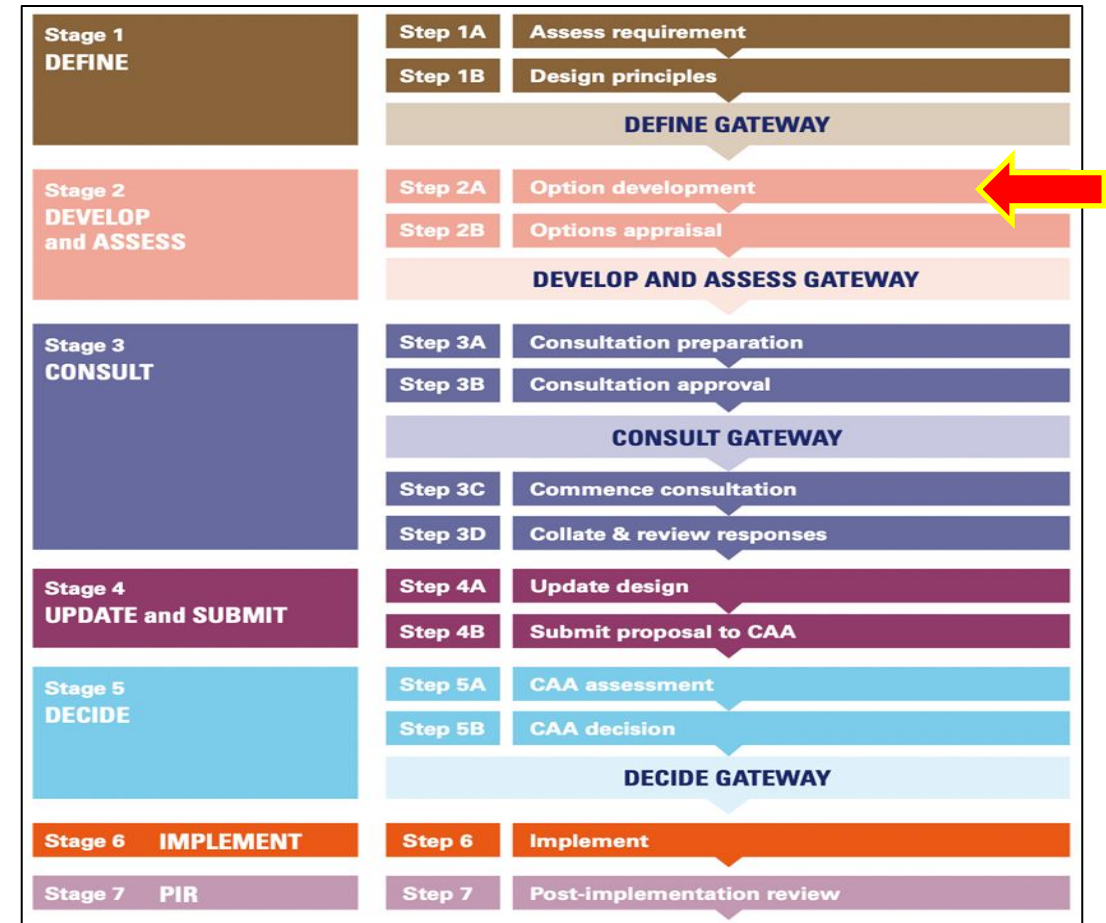 Stage 1
DEFINE
Step 1A Assess requirement
Step 1B Design principles
DEFINE GATEWAY
Stage 2
DEVELOP
and ASSESS
Step 2A Option development
Step 2B Options appraisal
DEVELOP AND ASSESS GATEWAY
Stage 3
CONSULT
Step 3A Consultation preparation
Step 3B Consultation approval
CONSULT GATEWAY
Step 3C Commence consultation
Step 3D Collate & review responses
Stage 4
UPDATE and SUBMIT
Step 4A Update design
Step 4B Submit proposal to CAA
Stage 5
DECIDE
Step 5A CAA assessment
Step 5B CAA decision
DECIDE GATEWAY
Stage 6 IMPLEMENT Step 6 Implement
Stage 7 PIR Step 7 Post-implementation review